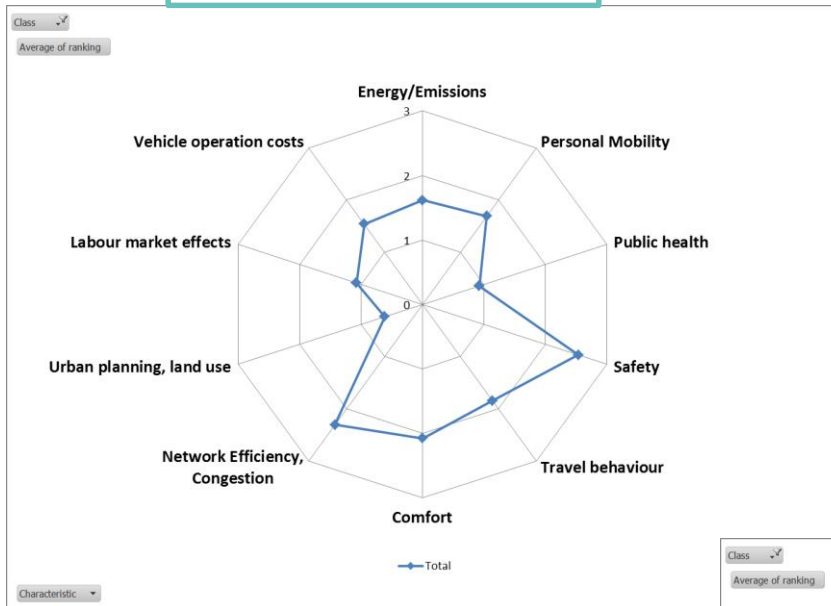 Class
Average of ranking
Energy/Emissions
3
Vehicle operation costs
Personal Mobility
2
Labour market effects
Public health
1
0
Urban planning, land use
Safety
Network Efficiency,
Congestion
Travel behaviour
Comfort
Total
Class
Average of ranking
Characteristic